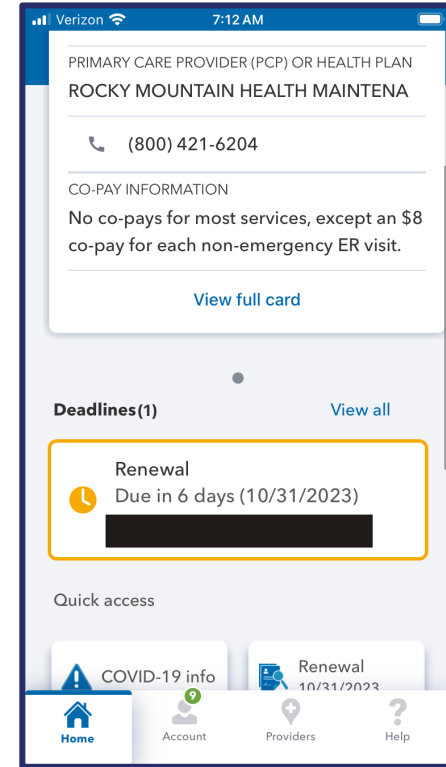 Verizon 7:12 AM
PRIMARY CARE PROVIDER (PCP) OR HEALTH PLAN
ROCKY MOUNTAIN HEALTH MAINTENA
(800) 421-6204
CO-PAY INFORMATION
No co-pays for most services, except an $8
co-pay for each non-emergency ER visit.
View full card
Deadlines(1) View all
Renewal
Due in 6 days (10/31/2023)
Quick access
COVID-19 info
Renewal
10/31/2023
9
Home Account Providers Help